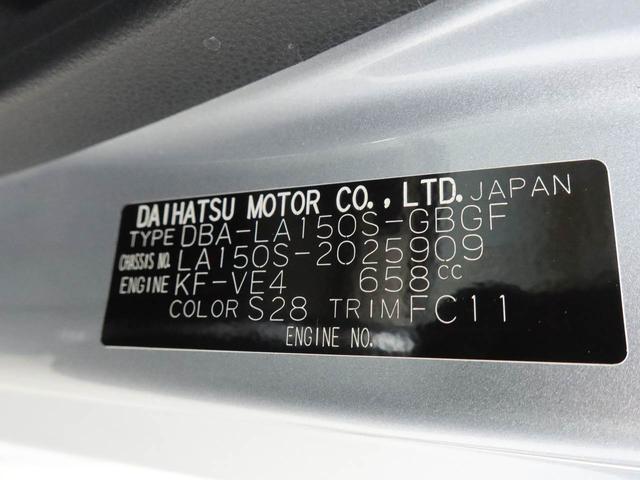 DAIHATSU MOTOR CO., LTD. JAPAN
TYPE DBA-LA150S-GBGF
CHASSIS NO. LA150S-2025909
ENGINE KF-VE4 658cc
COLOR S28 TRIM FC11
ENGINE NO.